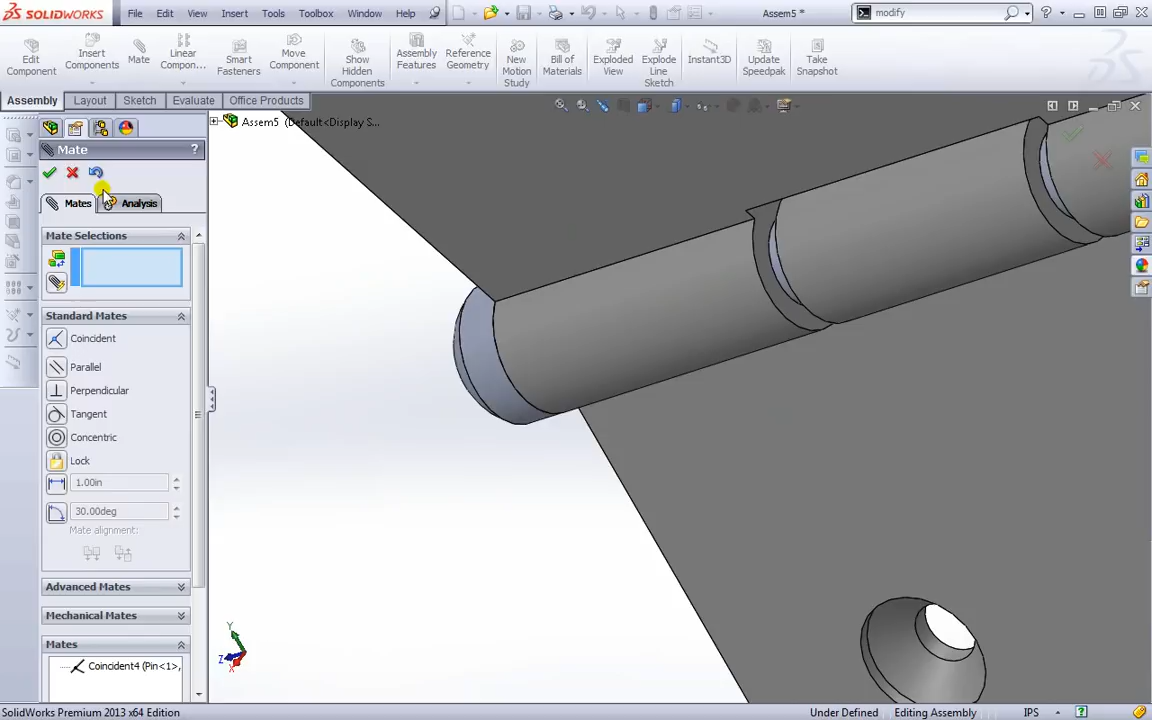 SOLIDWORKS File Edit View Insert Tools Toolbox Window Help Assem5 * modify
Edit Component
Insert Components
Mate
Linear Compon...
Smart Fasteners
Move Component
Show Hidden Components
Assembly Features
Reference Geometry
New Motion Study
Bill of Materials
Exploded View
Explode Line Sketch
Instant3D
Update Speedpak
Take Snapshot
Assembly Layout Sketch Evaluate Office Products
Assem5 (Default<Display S...
Mate ?
Mates Analysis
Mate Selections
Standard Mates
Coincident
Parallel
Perpendicular
Tangent
Concentric
Lock
1.00in
30.00deg
Mate alignment:
Advanced Mates
Mechanical Mates
Mates
Coincident4 (Pin<1>,
Y
Z
X
SolidWorks Premium 2013 x64 Edition Under Defined Editing Assembly IPS